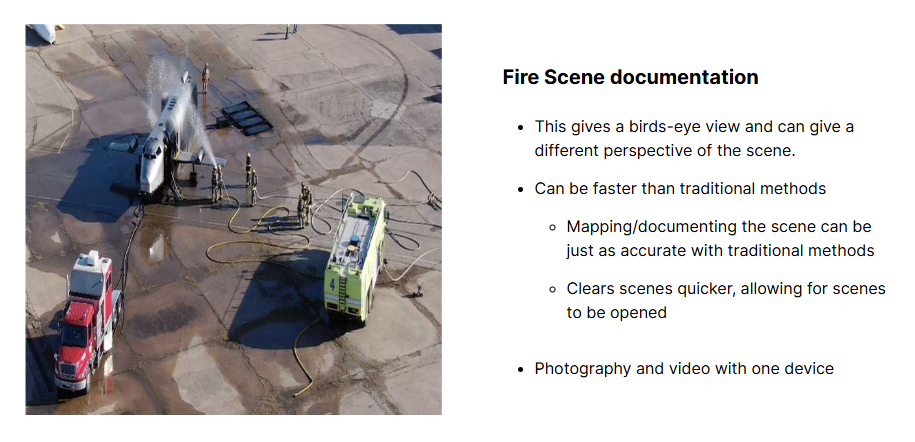 Fire Scene documentation
• This gives a birds-eye view and can give a
different perspective of the scene.
• Can be faster than traditional methods
◦ Mapping/documenting the scene can be
just as accurate with traditional methods
◦ Clears scenes quicker, allowing for scenes
to be opened
• Photography and video with one device
4